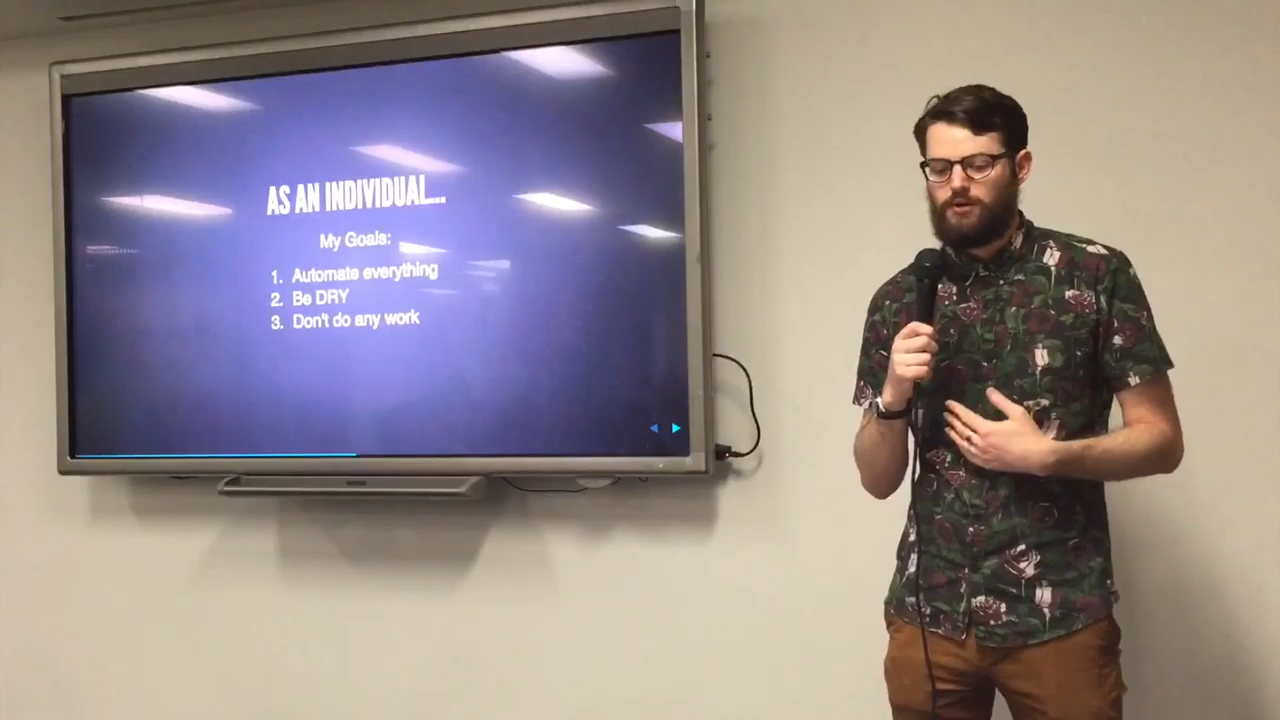 AS AN INDIVIDUAL...
My Goals:
1. Automate everything
2. Be DRY
3. Don't do any work